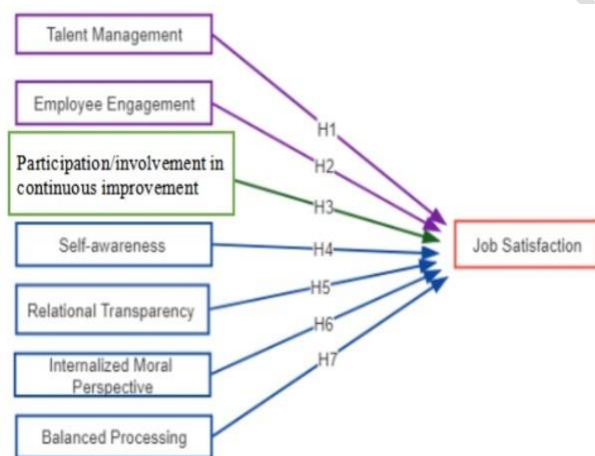 Talent Management
H1
Employee Engagement
H2
Participation/involvement in
continuous improvement
H3
Self-awareness
H4
Job Satisfaction
Relational Transparency
H5
H6
Internalized Moral
Perspective
H7
Balanced Processing